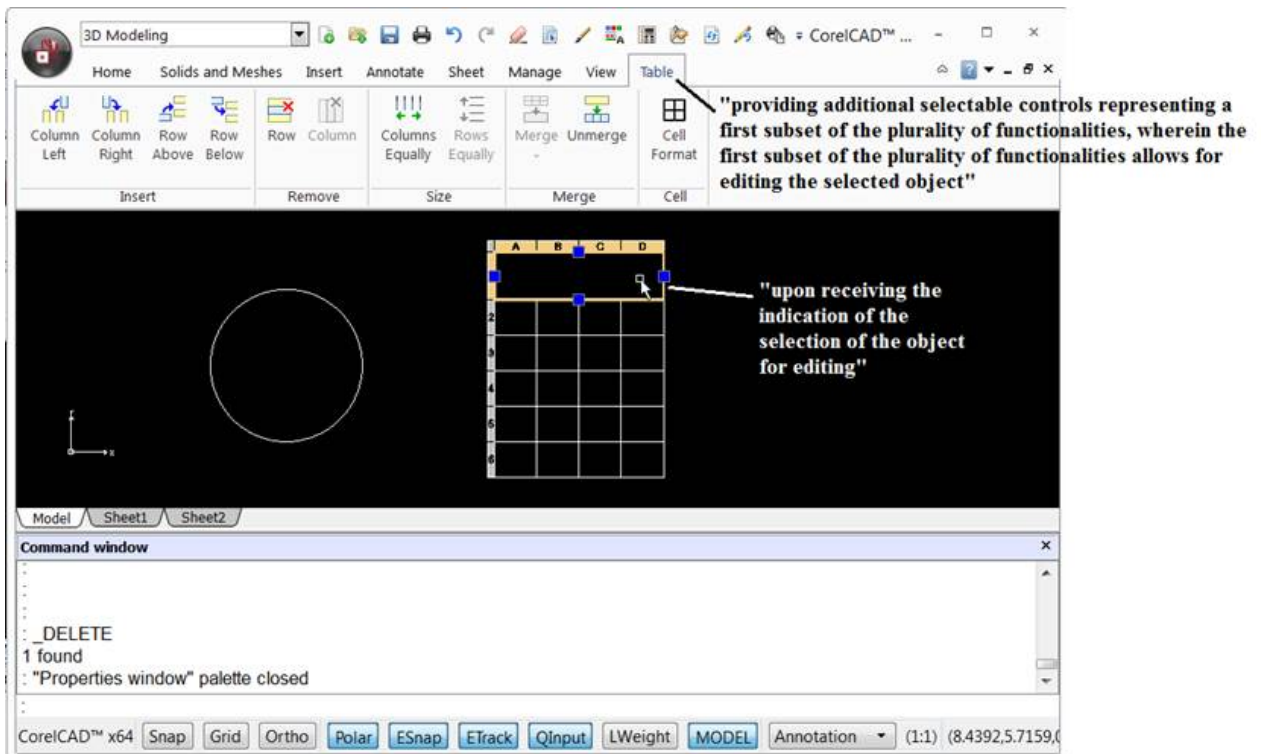 3D Modeling
= CorelCAD™ ...
Home Solids and Meshes Insert Annotate Sheet Manage View Table
Column Left
Column Right
Row Above
Row Below
Row
Column
Columns Equally
Rows Equally
Merge
Unmerge
Cell Format
Insert Remove Size Merge Cell
"providing additional selectable controls representing a
first subset of the plurality of functionalities, wherein the
first subset of the plurality of functionalities allows for
editing the selected object"
A B C D
2
3
4
5
6
"upon receiving the
indication of the
selection of the object
for editing"
x
Model Sheet1 Sheet2
Command window
:
:
:
: _DELETE
1 found
: "Properties window" palette closed
:
CorelCAD™ x64 Snap Grid Ortho Polar ESnap ETrack QInput LWeight MODEL Annotation (1:1) (8.4392,5.7159,